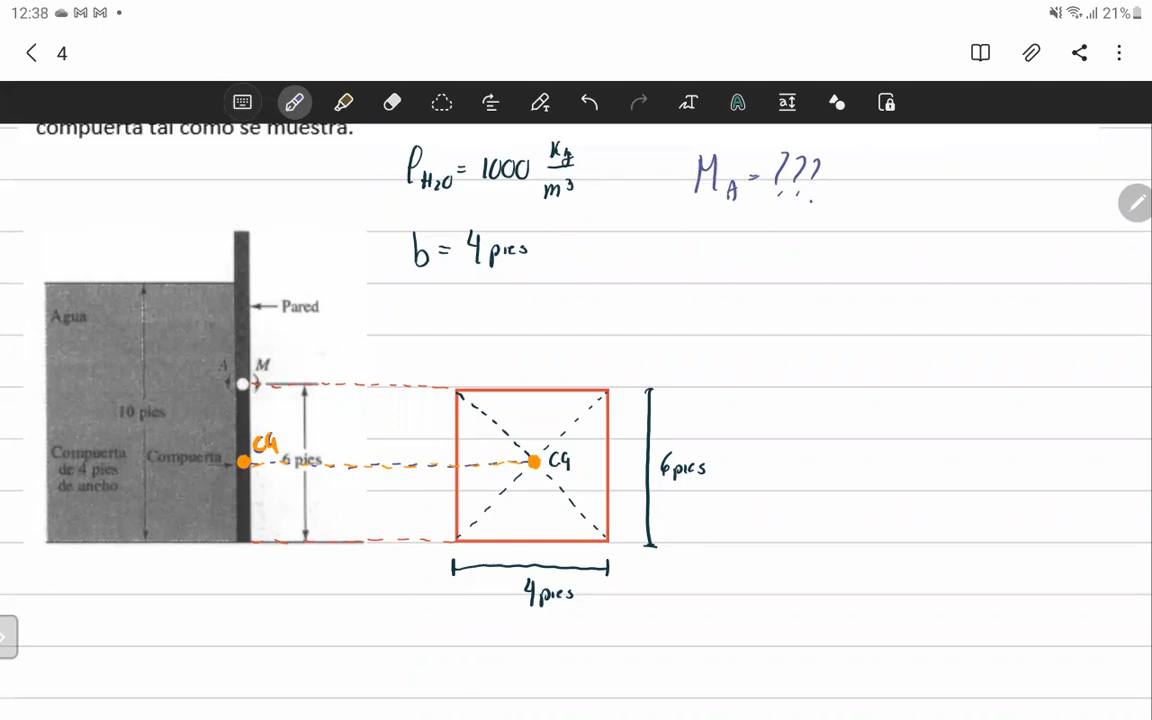 12:38
21%
4
compuerta tal como se muestra.
ρH₂O = 1000 Kg/m³
M_A = ???
b = 4 pies
Agua
Pared
A M
10 pies
CG
Compuerta de 4 pies de ancho
Compuerta
6 pies
CG
6 pies
4 pies